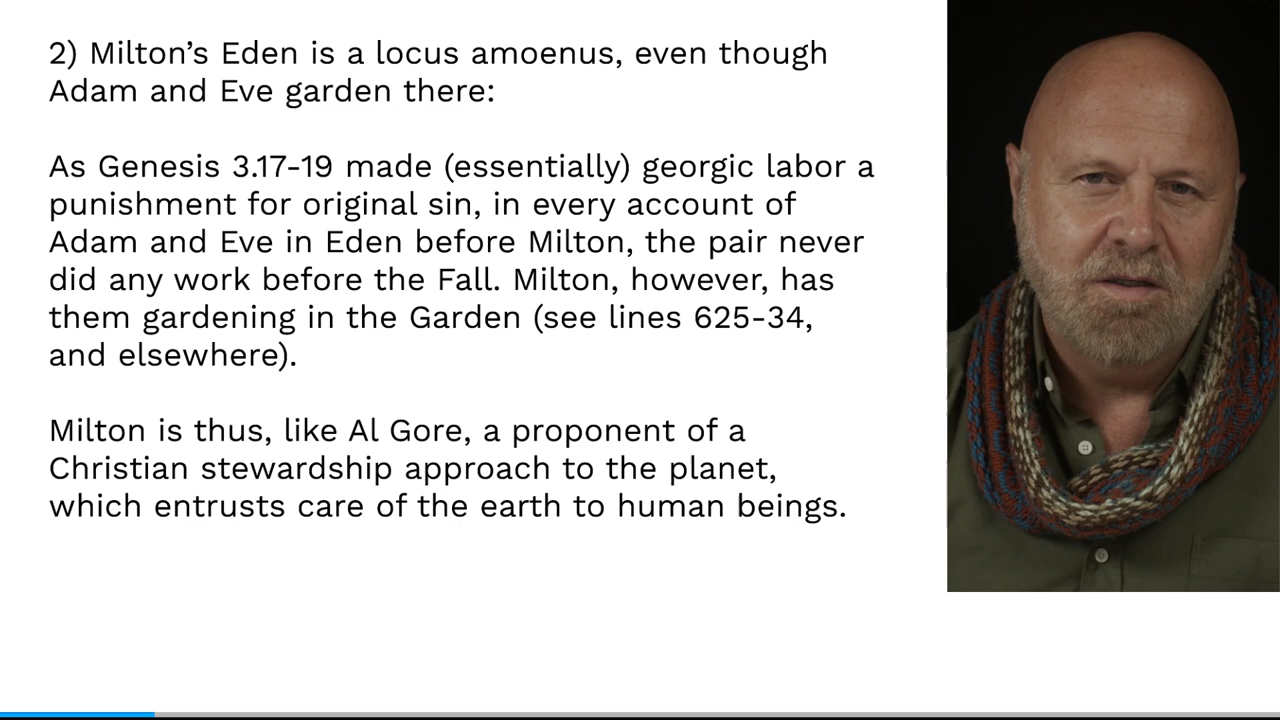 2) Milton’s Eden is a locus amoenus, even though
Adam and Eve garden there:
As Genesis 3.17-19 made (essentially) georgic labor a
punishment for original sin, in every account of
Adam and Eve in Eden before Milton, the pair never
did any work before the Fall. Milton, however, has
them gardening in the Garden (see lines 625-34,
and elsewhere).
Milton is thus, like Al Gore, a proponent of a
Christian stewardship approach to the planet,
which entrusts care of the earth to human beings.